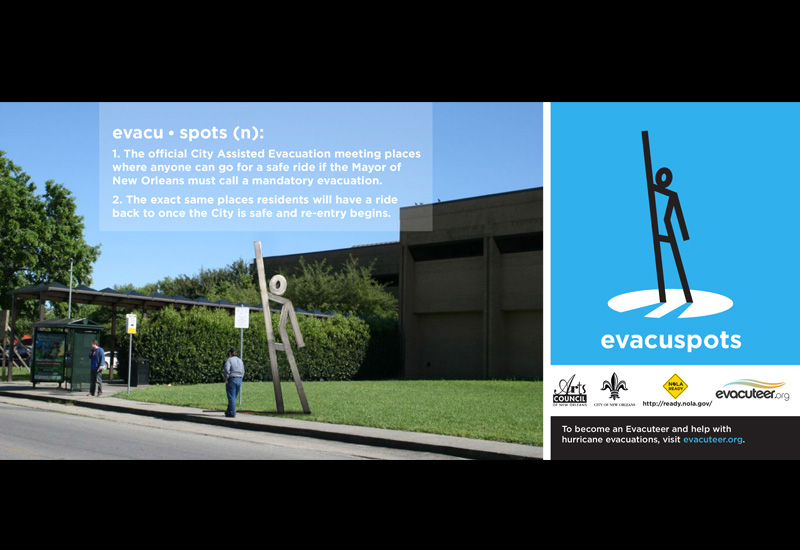 evacu • spots (n):
1. The official City Assisted Evacuation meeting places
where anyone can go for a safe ride if the Mayor of
New Orleans must call a mandatory evacuation.
2. The exact same places residents will have a ride
back to once the City is safe and re-entry begins.
evacuspots
Arts
COUNCIL
OF NEW ORLEANS
CITY OF NEW ORLEANS
NOLA
READY
http://ready.nola.gov/
evacuteer.org
To become an Evacuteer and help with
hurricane evacuations, visit evacuteer.org.